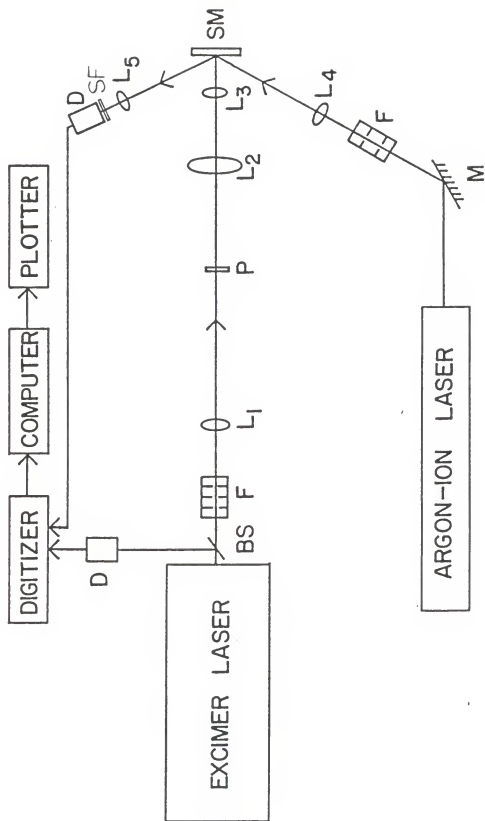 DIGITIZER
COMPUTER
PLOTTER
D
SF
L5
D
SM
EXCIMER LASER
BS
F
L1
P
L2
L3
L4
F
M
ARGON-ION LASER